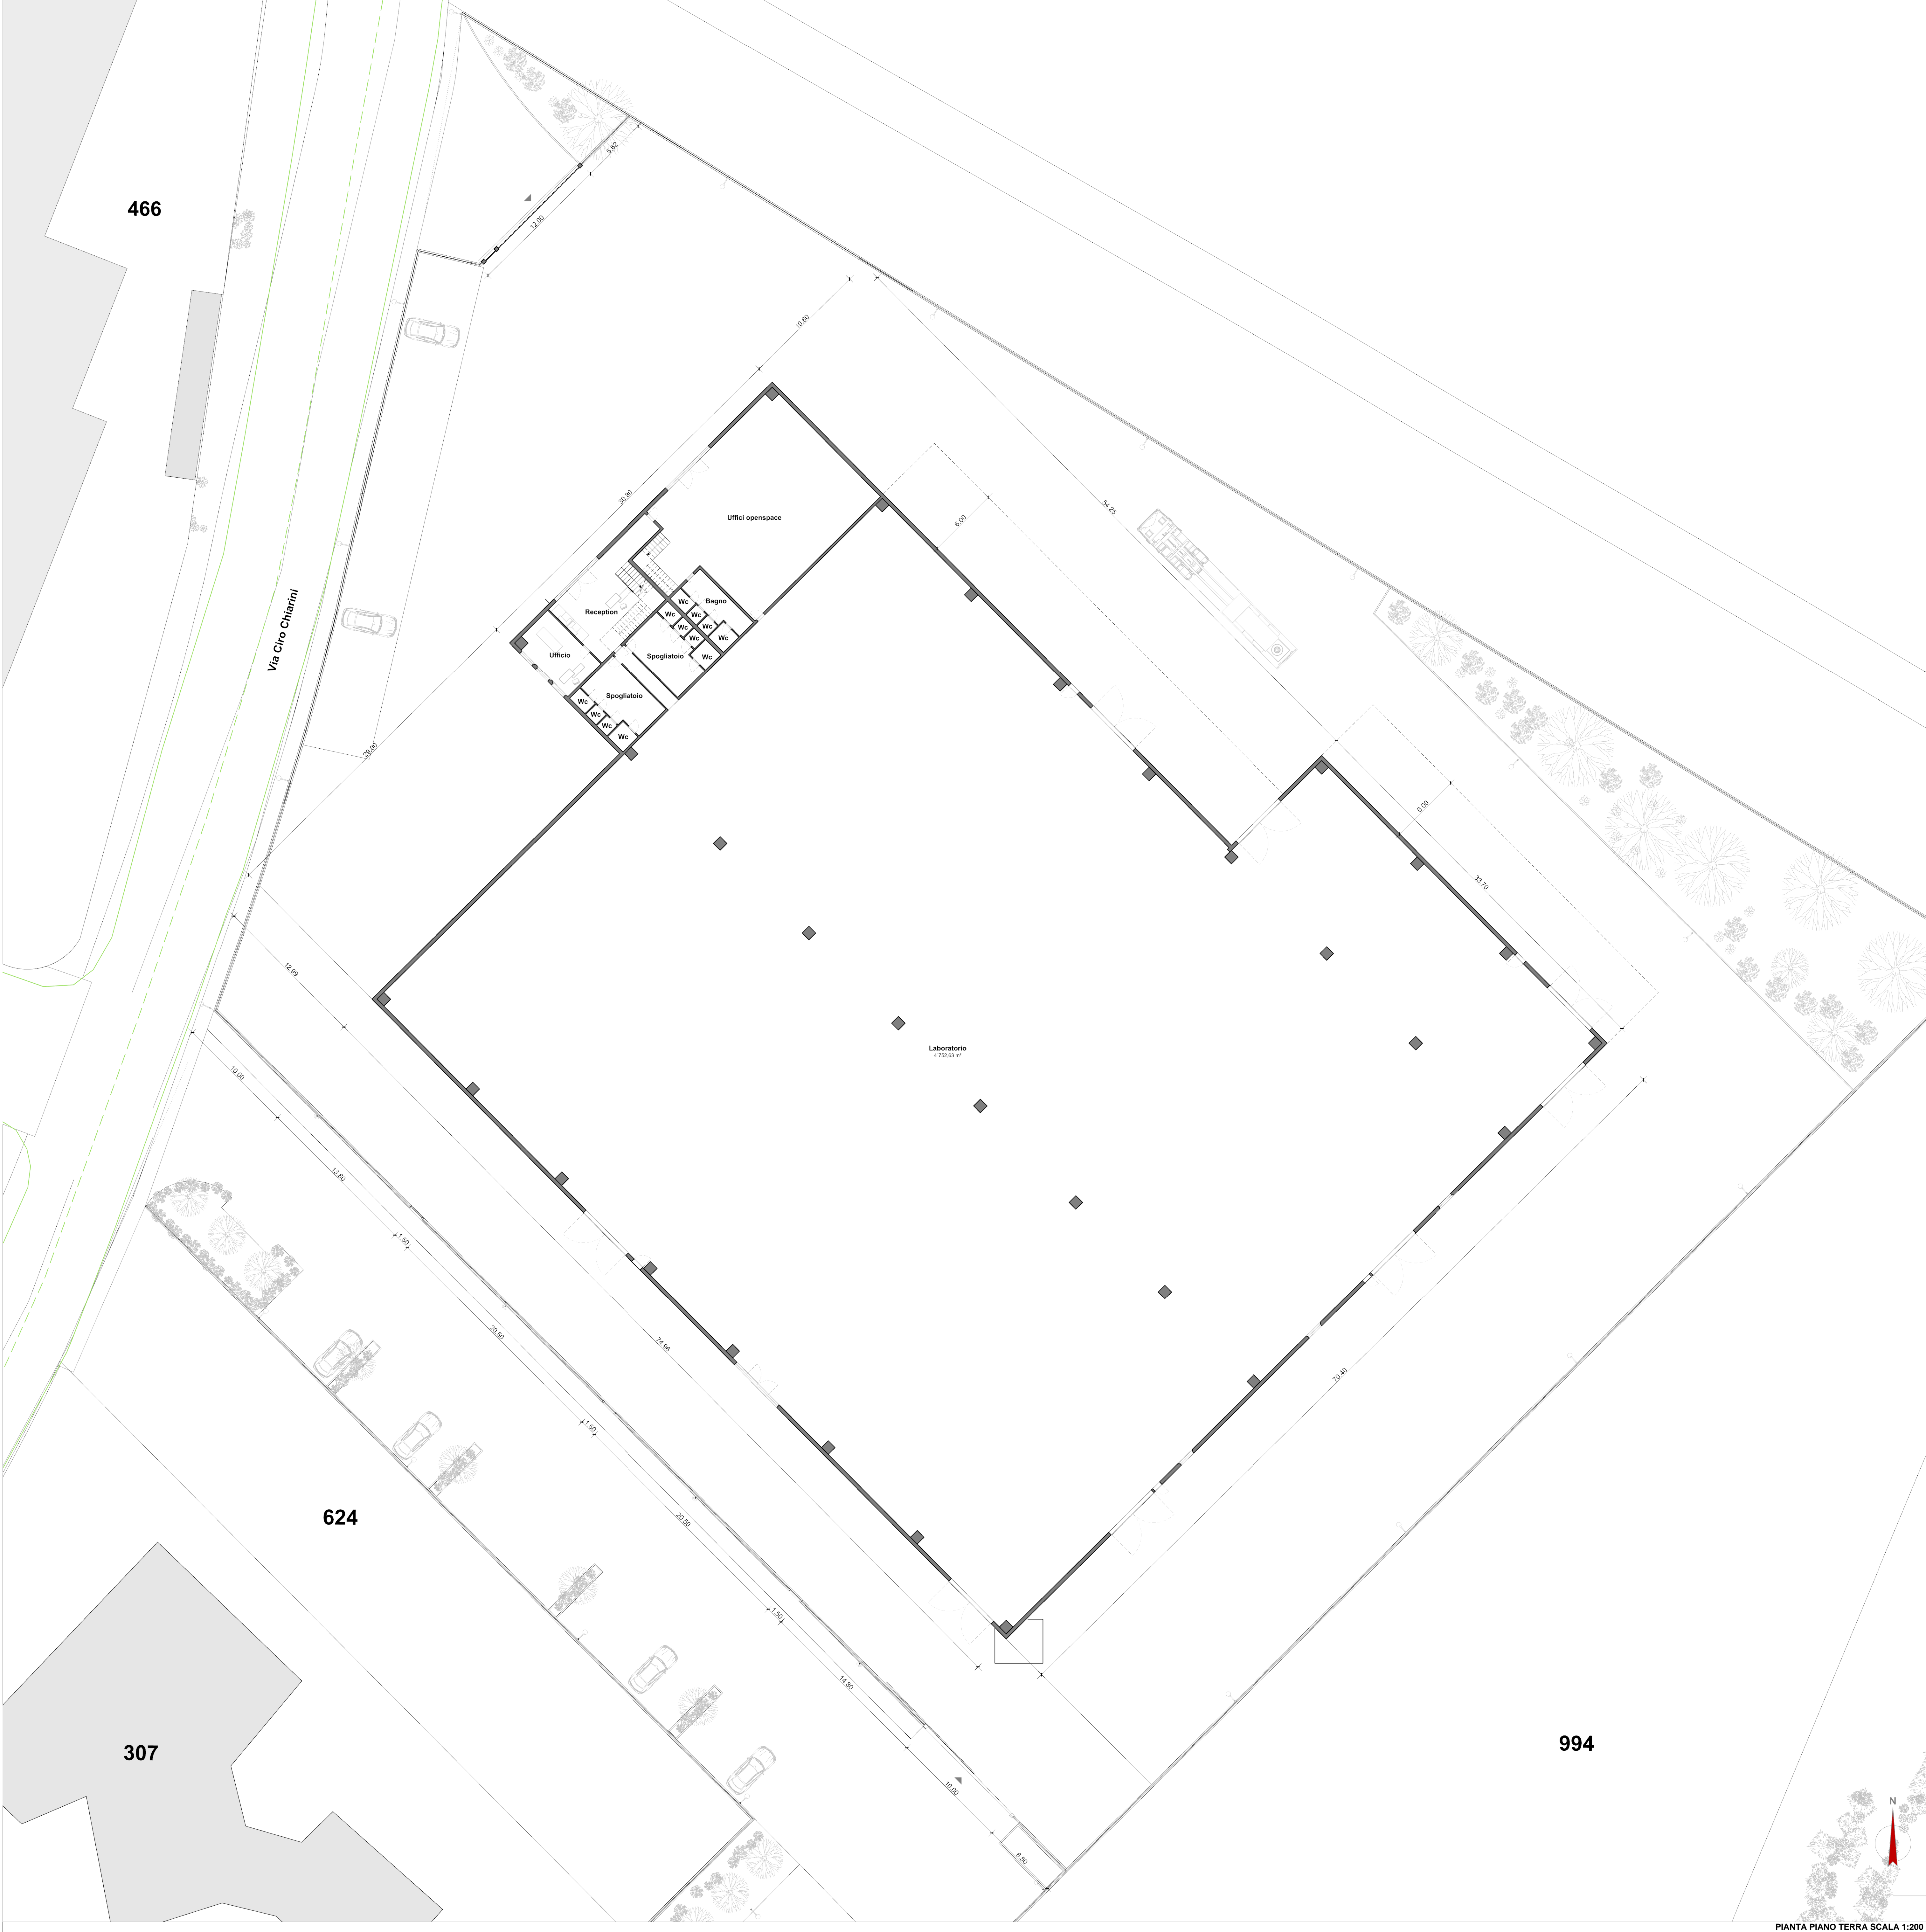 466
5.62
12.00
10.60
30.80
Uffici openspace
54.25
6.00
Via Ciro Chiarini
Reception
Bagno
Wc
Wc
Wc
Wc
Wc
Wc
Wc
Wc
Ufficio
Spogliatoio
Spogliatoio
Wc
Wc
Wc
Wc
29.00
6.00
33.70
12.99
Laboratorio
4 752.63 m²
10.00
13.80
1.50
20.50
74.96
70.40
1.50
20.50
624
1.50
14.80
307
994
10.00
6.50
N
PIANTA PIANO TERRA SCALA 1:200